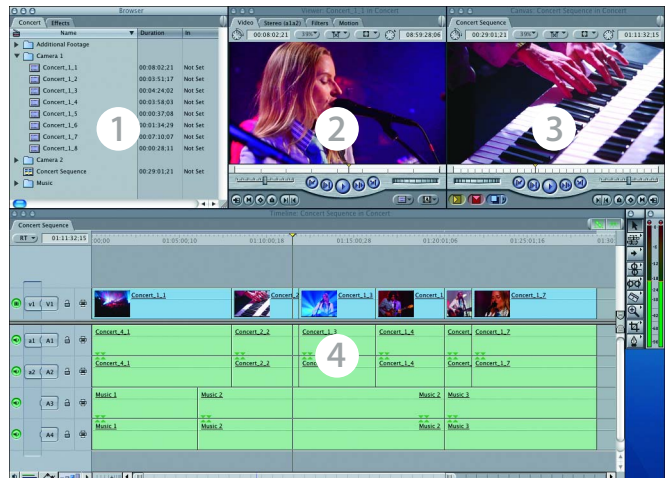 Browser
Concert Effects
Name Duration In
Additional Footage
Camera 1
Concert_1_1 00:08:02;21 Not Set
Concert_1_2 00:03:51;17 Not Set
Concert_1_3 00:04:24;02 Not Set
Concert_1_4 00:03:58;03 Not Set
Concert_1_5 00:00:37;08 Not Set
Concert_1_6 00:01:34;29 Not Set
Concert_1_7 00:07:10;07 Not Set
Concert_1_8 00:00:28;11 Not Set
Camera 2
Concert Sequence 00:29:01;21 Not Set
Music
1
Viewer: Concert_1_1 in Concert
Video Stereo (a1a2) Filters Motion
00:08:02;21 08:59:28;06
2
Canvas: Concert Sequence in Concert
Concert Sequence
00:29:01;21 01:11:32;15
3
Timeline: Concert Sequence in Concert
Concert Sequence
RT 01:11:32;15 00;00 01:05:00;10 01:10:00;18 01:15:00;28 01:20:01;06 01:25:01;16 01:30
v1 V1 Concert_1_1 Concert_2 Concert_1_3 Concert_1 Concert_1_7
a1 A1 Concert_4_1 Concert_2_2 Concert_1_3 Concert_1_4 Concert_ Concert_1_7
a2 A2 Concert_4_1 Concert_2_2 Conc Concert_1_4 Concert_ Concert_1_7
4
A3 Music 1 Music 2 Music 2 Music 3
A4 Music 1 Music 2 Music 2 Music 3